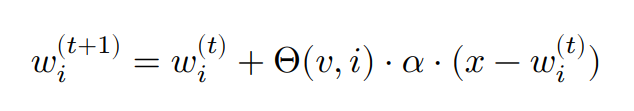 w_i^{(t+1)} = w_i^{(t)} + Θ(v, i) · α · (x − w_i^{(t)})